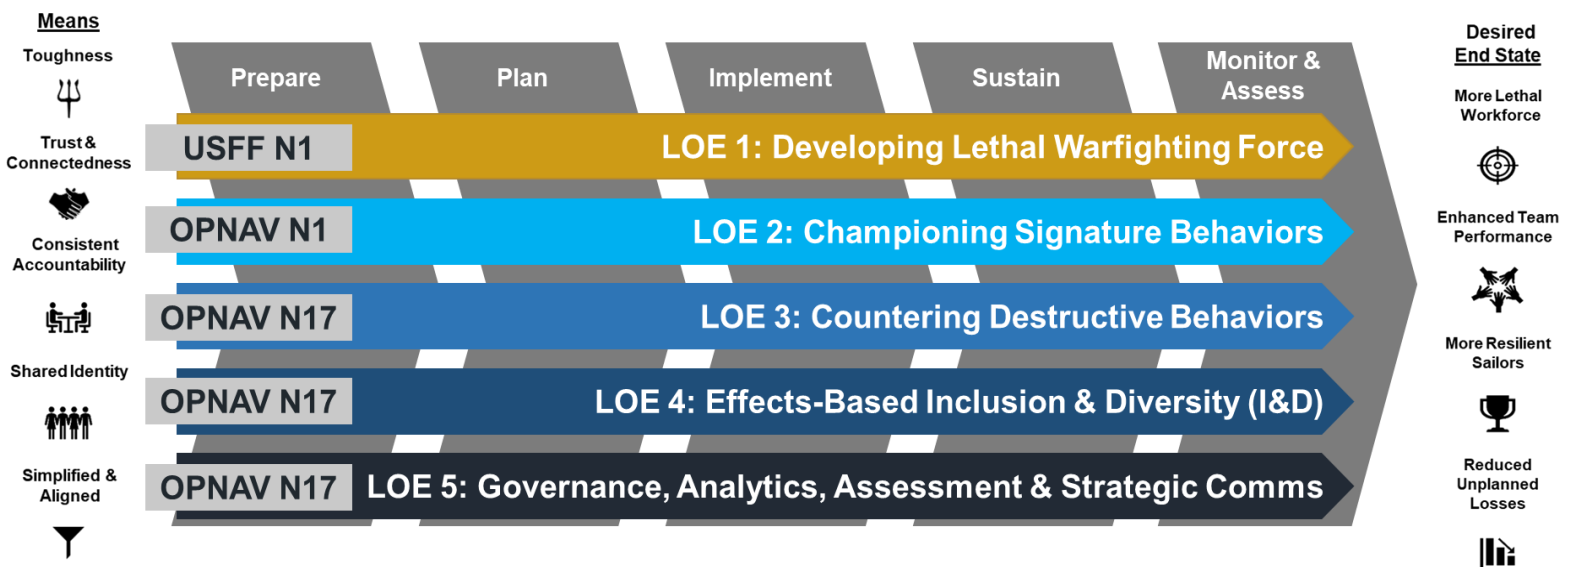 Means
Toughness
Trust &
Connectedness
Consistent
Accountability
Shared Identity
Simplified &
Aligned
Prepare
Plan
Implement
Sustain
Monitor &
Assess
USFF N1
LOE 1: Developing Lethal Warfighting Force
OPNAV N1
LOE 2: Championing Signature Behaviors
OPNAV N17
LOE 3: Countering Destructive Behaviors
OPNAV N17
LOE 4: Effects-Based Inclusion & Diversity (I&D)
OPNAV N17
LOE 5: Governance, Analytics, Assessment & Strategic Comms
Desired
End State
More Lethal
Workforce
Enhanced Team
Performance
More Resilient
Sailors
Reduced
Unplanned
Losses